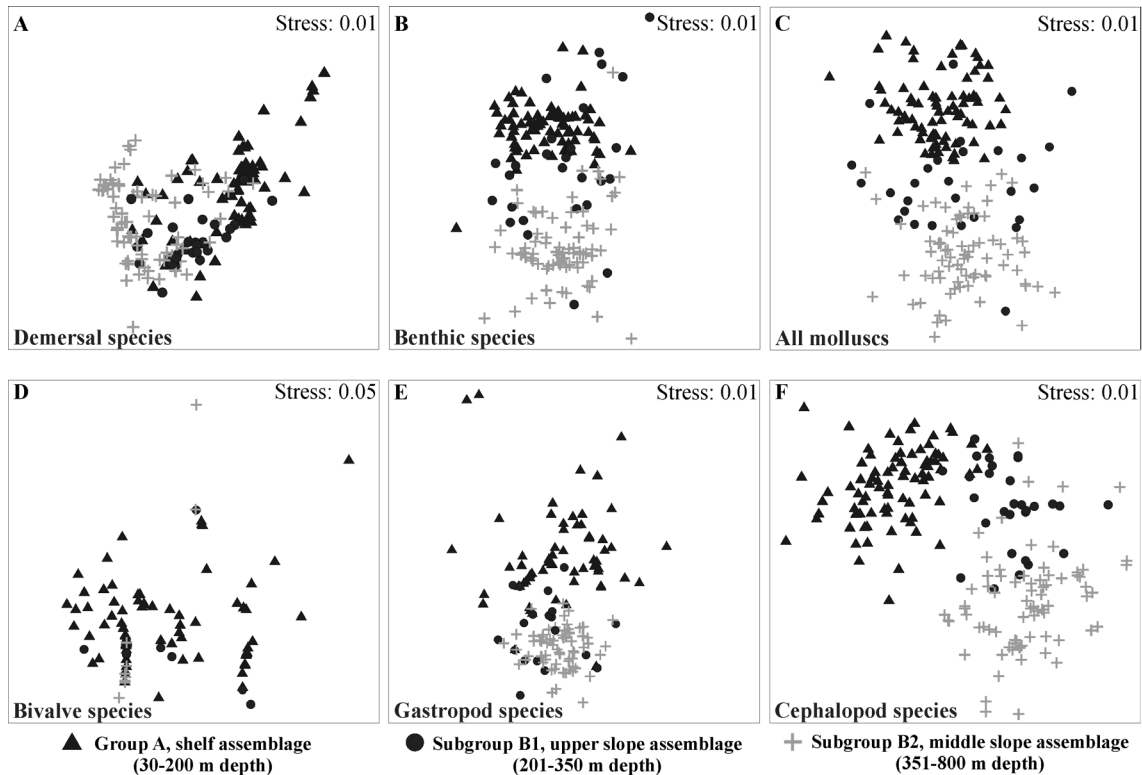 A Stress: 0.01
B Stress: 0.01
C Stress: 0.01
Demersal species
Benthic species
All molluscs
D Stress: 0.05
E Stress: 0.01
F Stress: 0.01
Bivalve species
Gastropod species
Cephalopod species
Group A, shelf assemblage
(30-200 m depth)
Subgroup B1, upper slope assemblage
(201-350 m depth)
Subgroup B2, middle slope assemblage
(351-800 m depth)